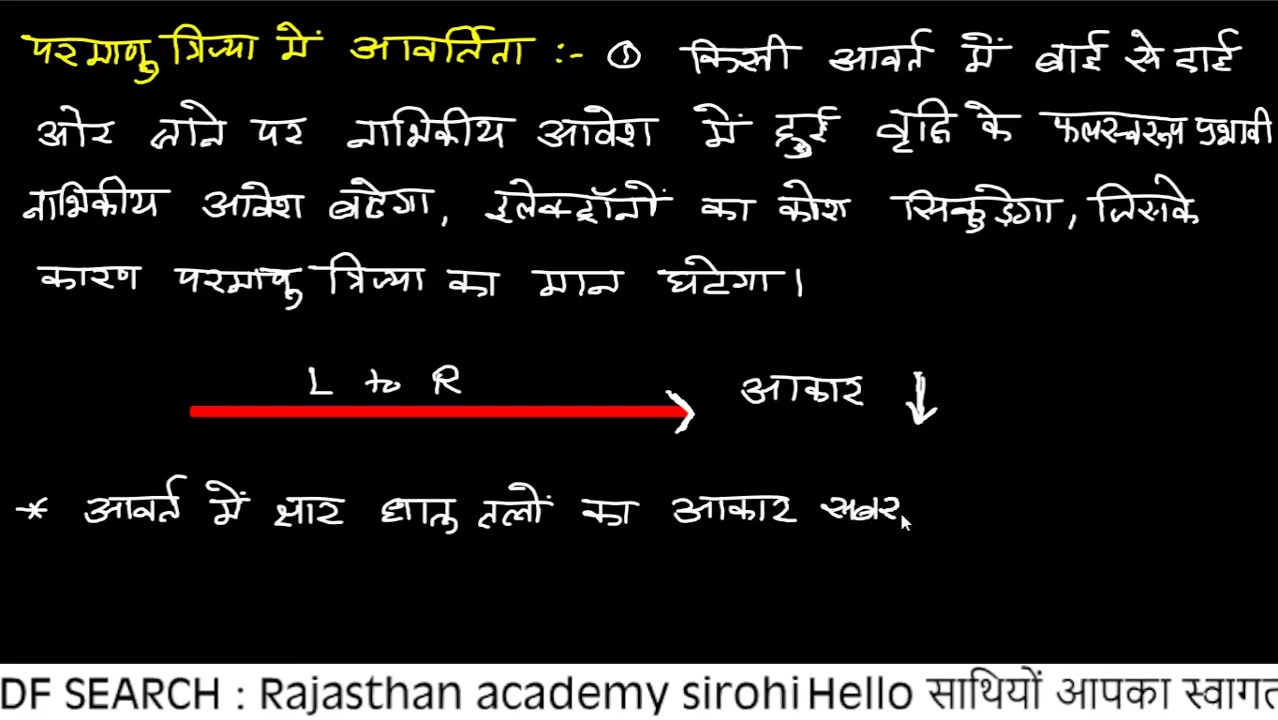 परमाणु त्रिज्या में आवर्तिता :- ① किसी आवर्त में बाई से दाई
ओर जाने पर नाभिकीय आवेश में हुई वृद्धि के फलस्वरूप प्रभावी
नाभिकीय आवेश बढेगा, इलेक्ट्रॉनों का कोश सिकुड़ेगा, जिसके
कारण परमाणु त्रिज्या का मान घटेगा।
L to R आकार ↓
* आवर्त में क्षार धातु तत्वों का आकार सबर
DF SEARCH : Rajasthan academy sirohi Hello साथियों आपका स्वागत